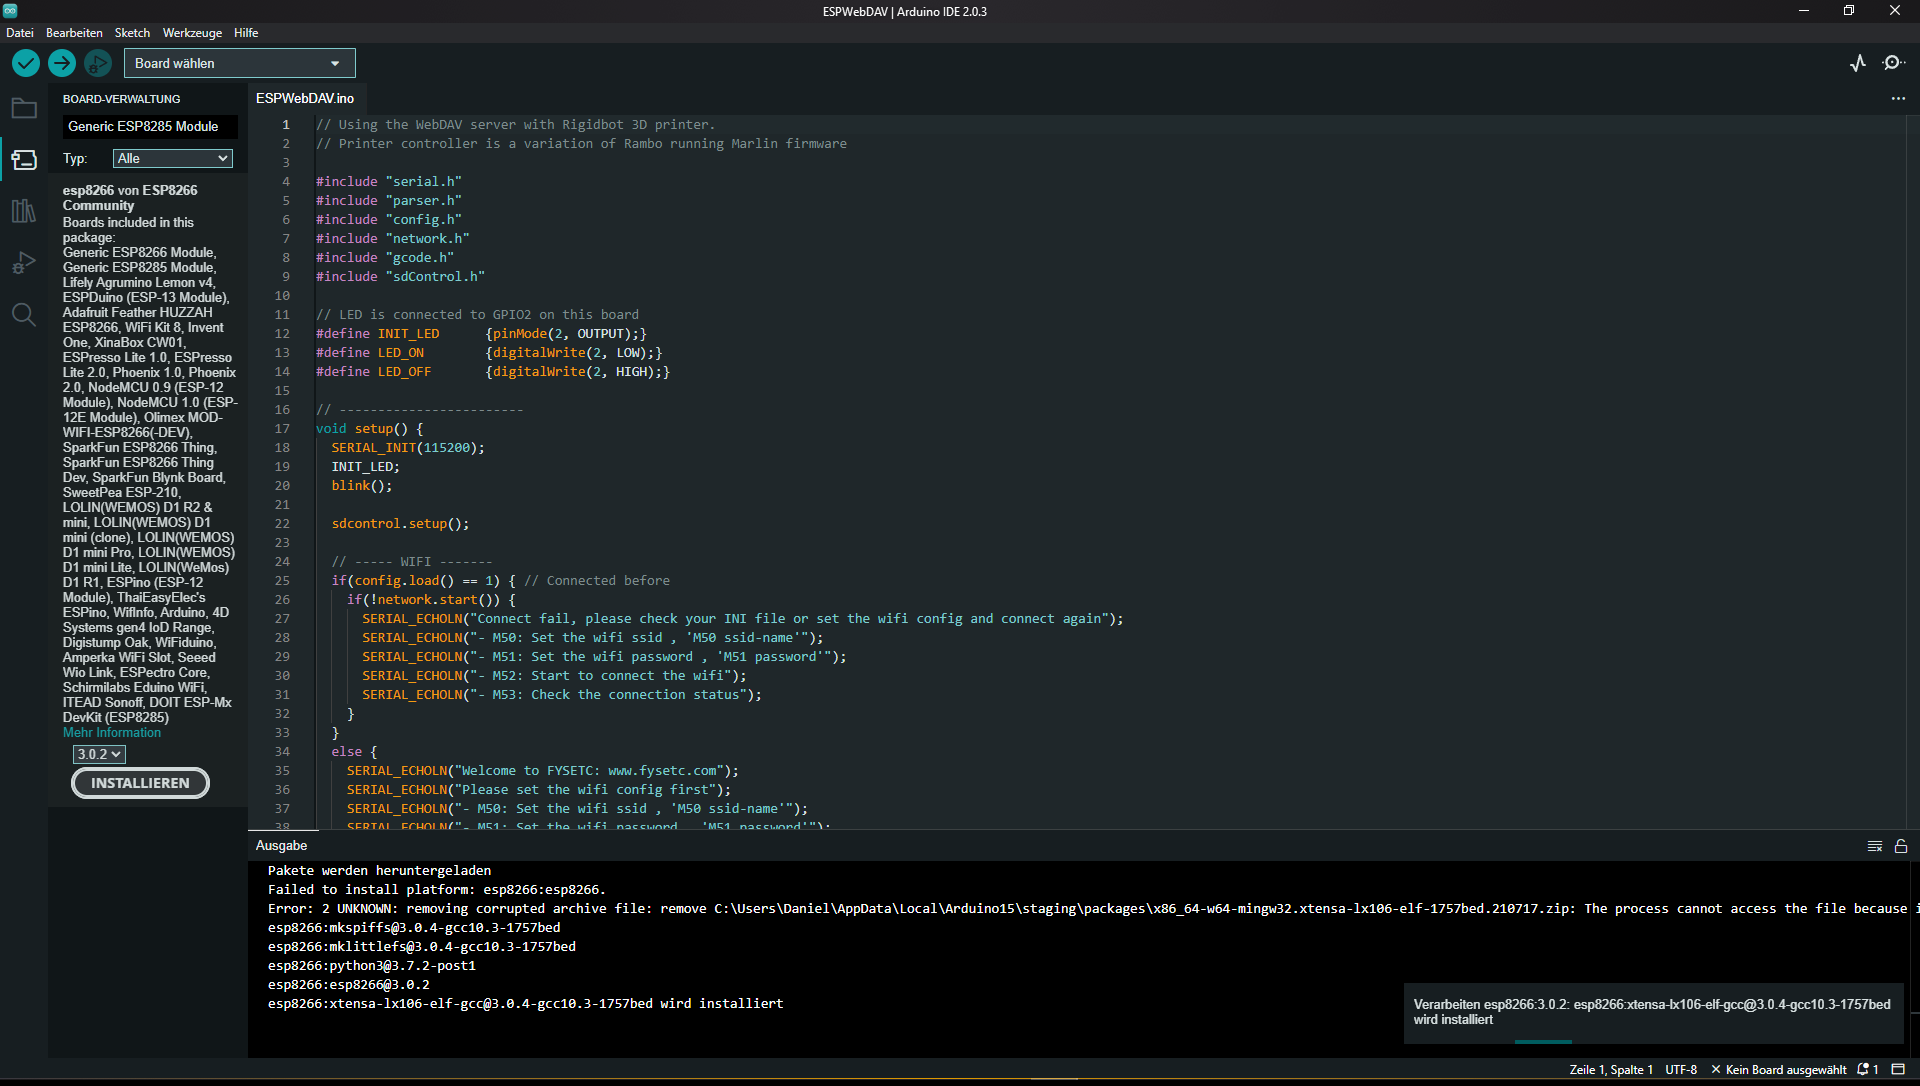 ESPWebDAV | Arduino IDE 2.0.3
Datei Bearbeiten Sketch Werkzeuge Hilfe
Board wählen
BOARD-VERWALTUNG
Generic ESP8285 Module
Typ: Alle
esp8266 von ESP8266
Community
Boards included in this
package:
Generic ESP8266 Module,
Generic ESP8285 Module,
Lifely Agrumino Lemon v4,
ESPDuino (ESP-13 Module),
Adafruit Feather HUZZAH
ESP8266, WiFi Kit 8, Invent
One, XinaBox CW01,
ESPresso Lite 1.0, ESPresso
Lite 2.0, Phoenix 1.0, Phoenix
2.0, NodeMCU 0.9 (ESP-12
Module), NodeMCU 1.0 (ESP-
12E Module), Olimex MOD-
WIFI-ESP8266(-DEV),
SparkFun ESP8266 Thing,
SparkFun ESP8266 Thing
Dev, SparkFun Blynk Board,
SweetPea ESP-210,
LOLIN(WEMOS) D1 R2 &
mini, LOLIN(WEMOS) D1
mini (clone), LOLIN(WEMOS)
D1 mini Pro, LOLIN(WEMOS)
D1 mini Lite, LOLIN(WeMos)
D1 R1, ESPino (ESP-12
Module), ThaiEasyElec's
ESPino, WifInfo, Arduino, 4D
Systems gen4 IoD Range,
Digistump Oak, WiFiduino,
Amperka WiFi Slot, Seeed
Wio Link, ESPectro Core,
Schirmilabs Eduino WiFi,
ITEAD Sonoff, DOIT ESP-Mx
DevKit (ESP8285)
Mehr Information
3.0.2
INSTALLIEREN
ESPWebDAV.ino
1 // Using the WebDAV server with Rigidbot 3D printer.
2 // Printer controller is a variation of Rambo running Marlin firmware
3
4 #include "serial.h"
5 #include "parser.h"
6 #include "config.h"
7 #include "network.h"
8 #include "gcode.h"
9 #include "sdControl.h"
10
11 // LED is connected to GPIO2 on this board
12 #define INIT_LED {pinMode(2, OUTPUT);}
13 #define LED_ON {digitalWrite(2, LOW);}
14 #define LED_OFF {digitalWrite(2, HIGH);}
15
16 // ------------------------
17 void setup() {
18 SERIAL_INIT(115200);
19 INIT_LED;
20 blink();
21
22 sdcontrol.setup();
23
24 // ----- WIFI -------
25 if(config.load() == 1) { // Connected before
26 if(!network.start()) {
27 SERIAL_ECHOLN("Connect fail, please check your INI file or set the wifi config and connect again");
28 SERIAL_ECHOLN("- M50: Set the wifi ssid , 'M50 ssid-name'");
29 SERIAL_ECHOLN("- M51: Set the wifi password , 'M51 password'");
30 SERIAL_ECHOLN("- M52: Start to connect the wifi");
31 SERIAL_ECHOLN("- M53: Check the connection status");
32 }
33 }
34 else {
35 SERIAL_ECHOLN("Welcome to FYSETC: www.fysetc.com");
36 SERIAL_ECHOLN("Please set the wifi config first");
37 SERIAL_ECHOLN("- M50: Set the wifi ssid , 'M50 ssid-name'");
38 SERIAL_ECHOLN("- M51: Set the wifi password , 'M51 password'");
Ausgabe
Pakete werden heruntergeladen
Failed to install platform: esp8266:esp8266.
Error: 2 UNKNOWN: removing corrupted archive file: remove C:\Users\Daniel\AppData\Local\Arduino15\staging\packages\x86_64-w64-mingw32.xtensa-lx106-elf-1757bed.210717.zip: The process cannot access the file because
esp8266:mkspiffs@3.0.4-gcc10.3-1757bed
esp8266:mklittlefs@3.0.4-gcc10.3-1757bed
esp8266:python3@3.7.2-post1
esp8266:esp8266@3.0.2
esp8266:xtensa-lx106-elf-gcc@3.0.4-gcc10.3-1757bed wird installiert
Verarbeiten esp8266:3.0.2: esp8266:xtensa-lx106-elf-gcc@3.0.4-gcc10.3-1757bed
wird installiert
Zeile 1, Spalte 1 UTF-8 Kein Board ausgewählt 1